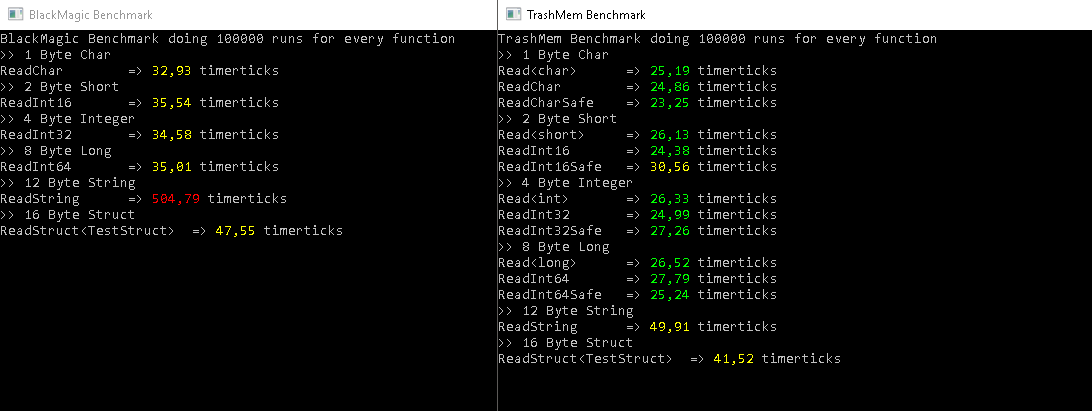 BlackMagic Benchmark
BlackMagic Benchmark doing 100000 runs for every function
>> 1 Byte Char
ReadChar => 32,93 timerticks
>> 2 Byte Short
ReadInt16 => 35,54 timerticks
>> 4 Byte Integer
ReadInt32 => 34,58 timerticks
>> 8 Byte Long
ReadInt64 => 35,01 timerticks
>> 12 Byte String
ReadString => 504,79 timerticks
>> 16 Byte Struct
ReadStruct<TestStruct> => 47,55 timerticks
TrashMem Benchmark
TrashMem Benchmark doing 100000 runs for every function
>> 1 Byte Char
Read<char> => 25,19 timerticks
ReadChar => 24,86 timerticks
ReadCharSafe => 23,25 timerticks
>> 2 Byte Short
Read<short> => 26,13 timerticks
ReadInt16 => 24,38 timerticks
ReadInt16Safe => 30,56 timerticks
>> 4 Byte Integer
Read<int> => 26,33 timerticks
ReadInt32 => 24,99 timerticks
ReadInt32Safe => 27,26 timerticks
>> 8 Byte Long
Read<long> => 26,52 timerticks
ReadInt64 => 27,79 timerticks
ReadInt64Safe => 25,24 timerticks
>> 12 Byte String
ReadString => 49,91 timerticks
>> 16 Byte Struct
ReadStruct<TestStruct> => 41,52 timerticks